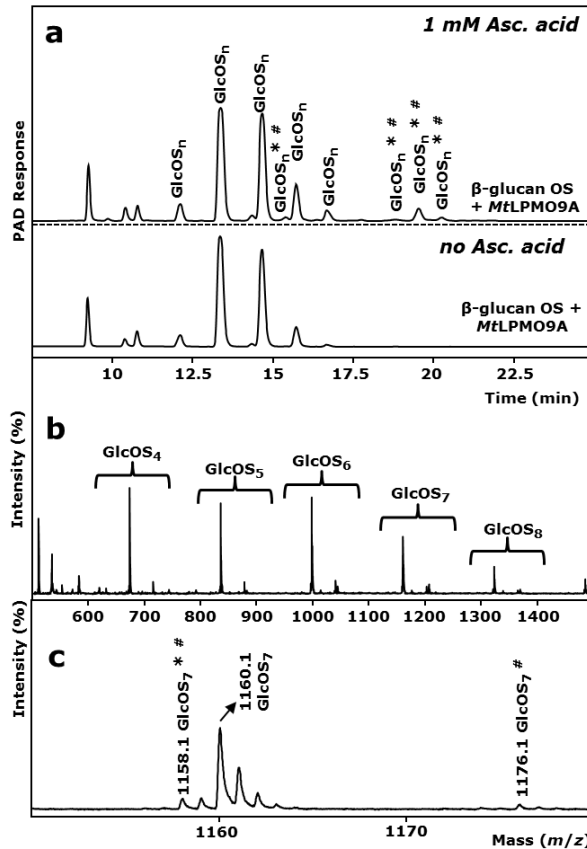 a
1 mM Asc. acid
GlcOSn
GlcOSn
GlcOSn
GlcOSn * #
GlcOSn
GlcOSn
GlcOSn * #
GlcOSn * #
GlcOSn * #
β-glucan OS
+ MtLPMO9A
PAD Response
no Asc. acid
β-glucan OS +
MtLPMO9A
10 12.5 15 17.5 20 22.5
Time (min)
b
Intensity (%)
GlcOS4
GlcOS5
GlcOS6
GlcOS7
GlcOS8
600 700 800 900 1000 1100 1200 1300 1400
c
Intensity (%)
1158.1 GlcOS7 * #
1160.1
GlcOS7
1176.1 GlcOS7 #
1160 1170
Mass (m/z)